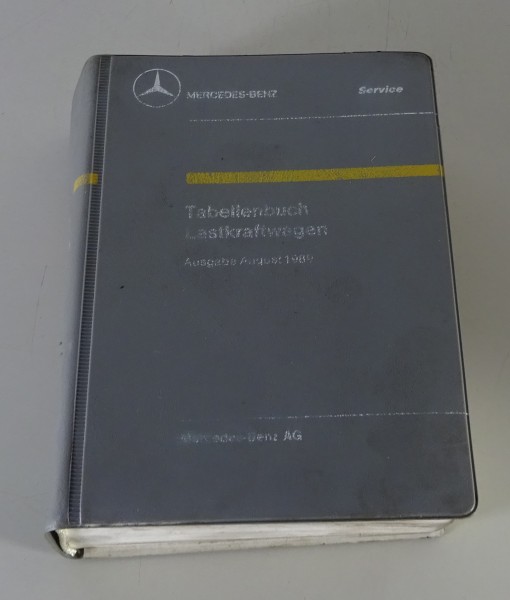 MERCEDES-BENZ
Service
Tabellenbuch
Lastkraftwagen
Ausgabe August 1989
Mercedes-Benz AG